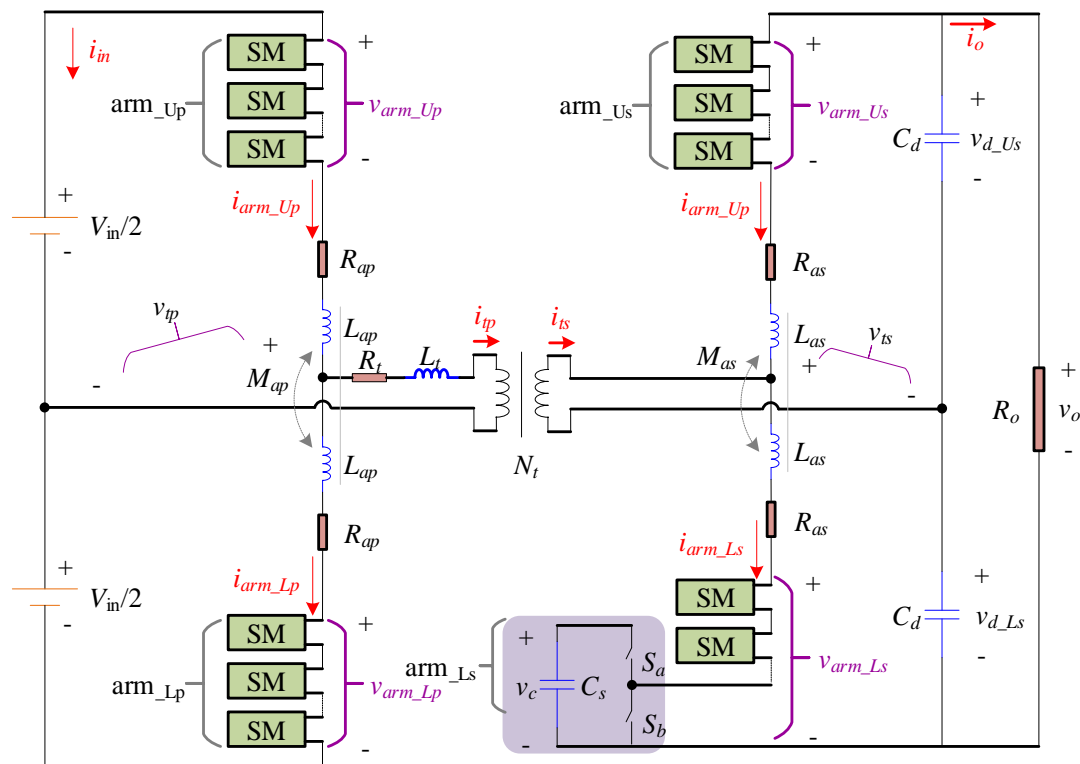 i_in
arm_Up
SM
SM
SM
+
v_arm_Up
-
arm_Us
SM
SM
SM
+
v_arm_Us
-
i_o
+
C_d
v_d_Us
-
i_arm_Up
i_arm_Up
+
V_in/2
-
R_ap
R_as
v_tp
+
-
L_ap
M_ap
R_t
L_t
i_tp
i_ts
N_t
M_as
L_as
v_ts
+
-
R_o
+
v_o
-
L_ap
L_as
R_ap
R_as
+
V_in/2
-
i_arm_Lp
i_arm_Ls
arm_Lp
SM
SM
SM
+
v_arm_Lp
-
arm_Ls
+
v_c
-
C_s
S_a
S_b
SM
SM
+
v_arm_Ls
-
+
C_d
v_d_Ls
-